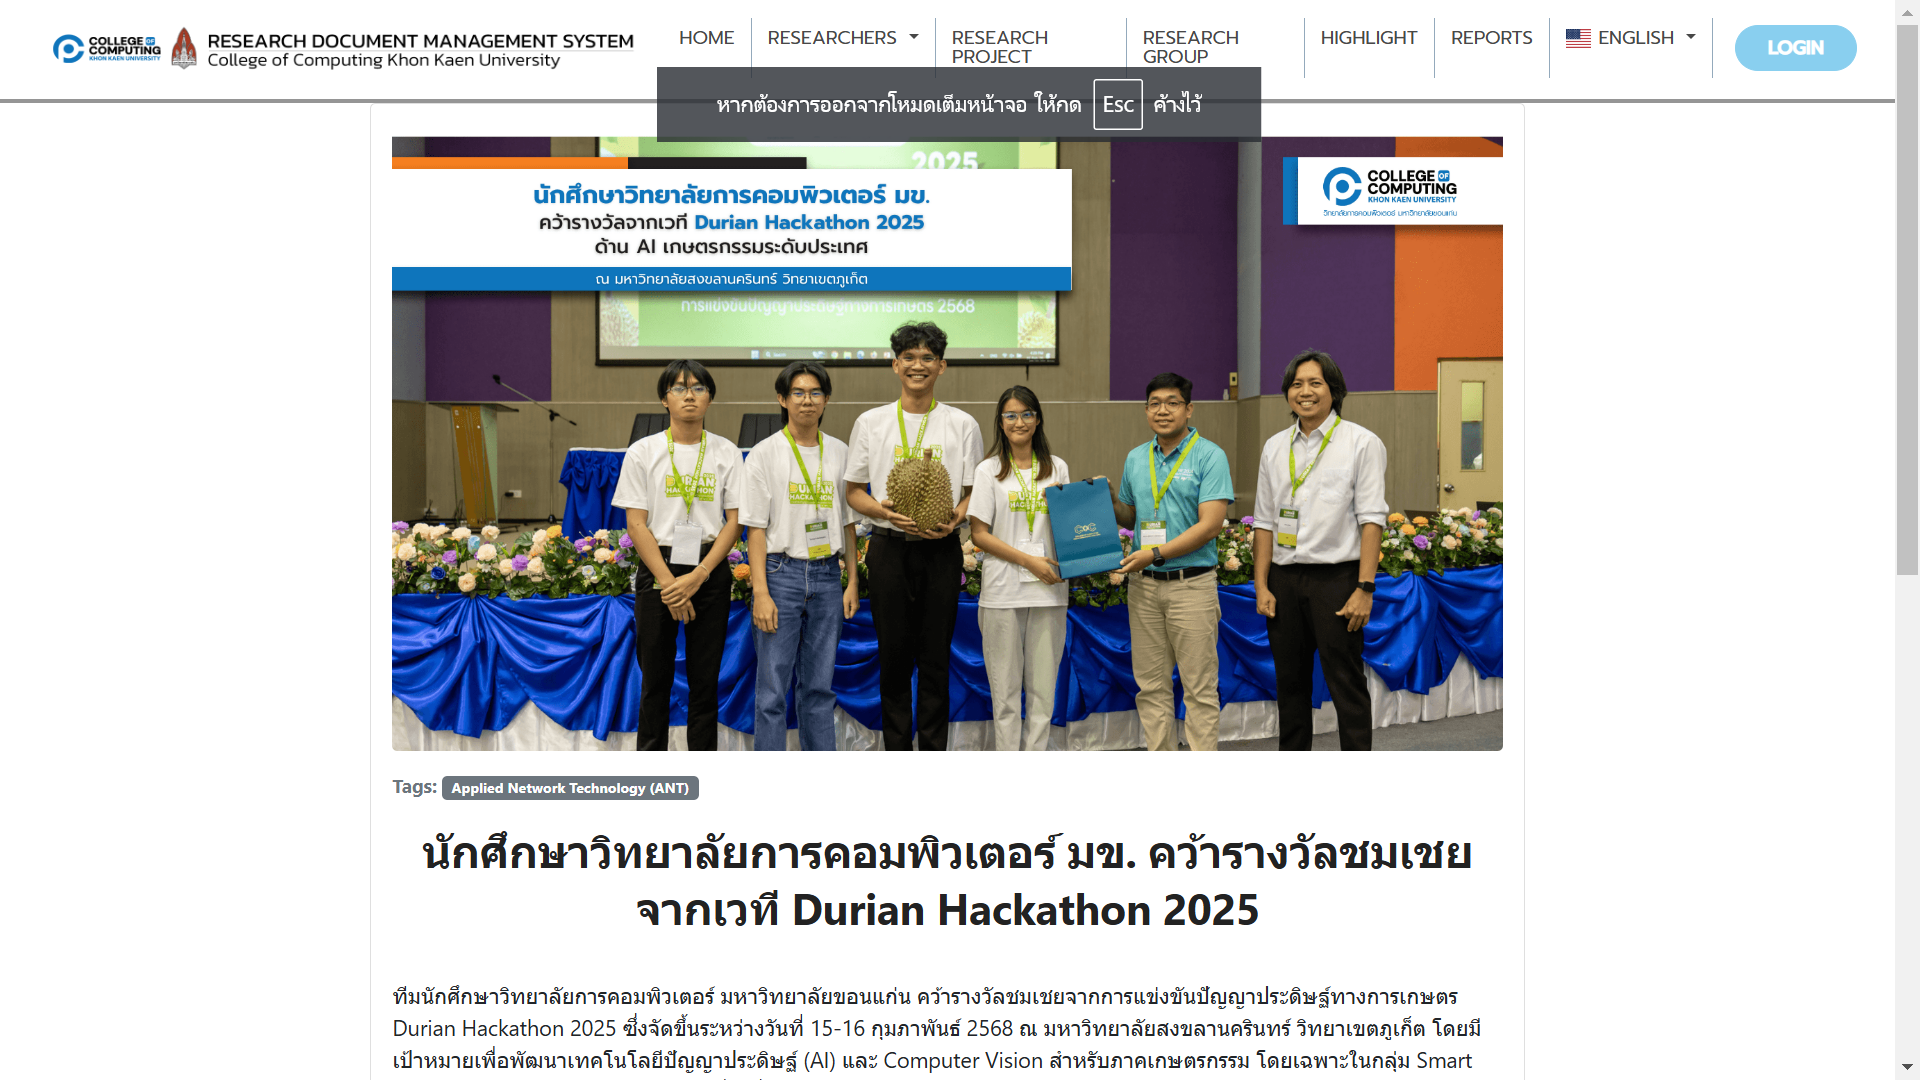 COLLEGE OF
COMPUTING
KHON KAEN UNIVERSITY
RESEARCH DOCUMENT MANAGEMENT SYSTEM
College of Computing Khon Kaen University
HOME
RESEARCHERS
RESEARCH
PROJECT
RESEARCH
GROUP
HIGHLIGHT
REPORTS
ENGLISH
LOGIN
หากต้องการออกจากโหมดเต็มหน้าจอ ให้กด Esc ค้างไว้
2025
นักศึกษาวิทยาลัยการคอมพิวเตอร์ มข.
คว้ารางวัลจากเวที Durian Hackathon 2025
ด้าน AI เกษตรกรรมระดับประเทศ
ณ มหาวิทยาลัยสงขลานครินทร์ วิทยาเขตภูเก็ต
การแข่งขันปัญญาประดิษฐ์ทางการเกษตร 2568
COLLEGE OF
COMPUTING
KHON KAEN UNIVERSITY
วิทยาลัยการคอมพิวเตอร์ มหาวิทยาลัยขอนแก่น
DURIAN
HACKATHON
Tags: Applied Network Technology (ANT)
นักศึกษาวิทยาลัยการคอมพิวเตอร์ มข. คว้ารางวัลชมเชย
จากเวที Durian Hackathon 2025
ทีมนักศึกษาวิทยาลัยการคอมพิวเตอร์ มหาวิทยาลัยขอนแก่น คว้ารางวัลชมเชยจากการแข่งขันปัญญาประดิษฐ์ทางการเกษตร
Durian Hackathon 2025 ซึ่งจัดขึ้นระหว่างวันที่ 15-16 กุมภาพันธ์ 2568 ณ มหาวิทยาลัยสงขลานครินทร์ วิทยาเขตภูเก็ต โดยมี
เป้าหมายเพื่อพัฒนาเทคโนโลยีปัญญาประดิษฐ์ (AI) และ Computer Vision สำหรับภาคเกษตรกรรม โดยเฉพาะในกลุ่ม Smart